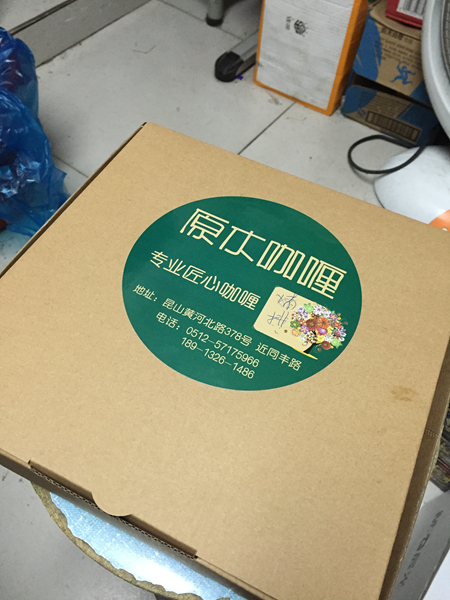 原木咖喱
专业匠心咖喱
地址：昆山黄河北路378号 近同丰路
电话：0512-57175966
189-1326-1486